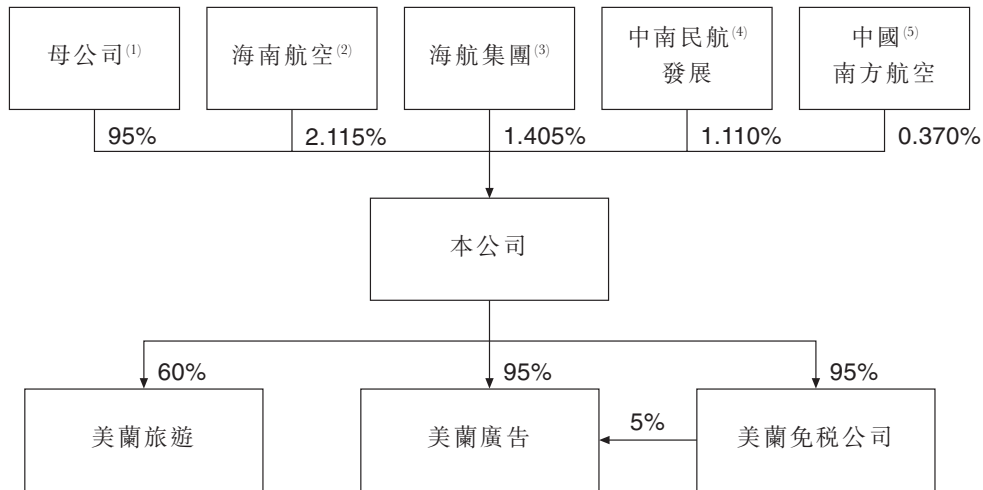 母公司(1)
海南航空(2)
海航集團(3)
中南民航(4)
發展
中國(5)
南方航空
95%
2.115%
1.405%
1.110%
0.370%
本公司
60%
95%
95%
美蘭旅遊
美蘭廣告
5%
美蘭免税公司